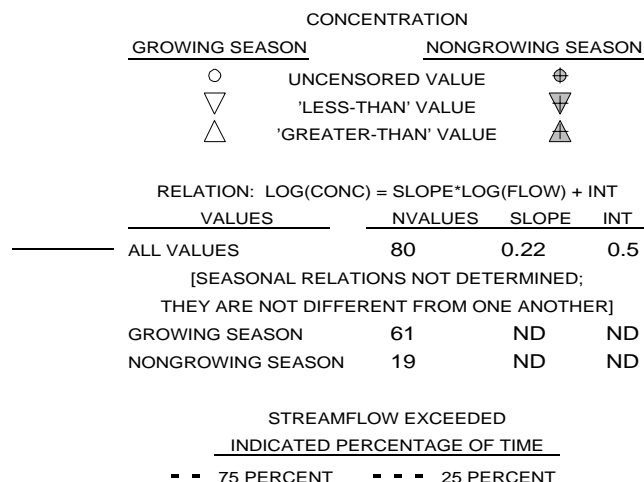 CONCENTRATION
GROWING SEASON NONGROWING SEASON
UNCENSORED VALUE
'LESS-THAN' VALUE
'GREATER-THAN' VALUE
RELATION: LOG(CONC) = SLOPE*LOG(FLOW) + INT
VALUES NVALUES SLOPE INT
ALL VALUES 80 0.22 0.5
[SEASONAL RELATIONS NOT DETERMINED;
THEY ARE NOT DIFFERENT FROM ONE ANOTHER]
GROWING SEASON 61 ND ND
NONGROWING SEASON 19 ND ND
STREAMFLOW EXCEEDED
INDICATED PERCENTAGE OF TIME
75 PERCENT 25 PERCENT